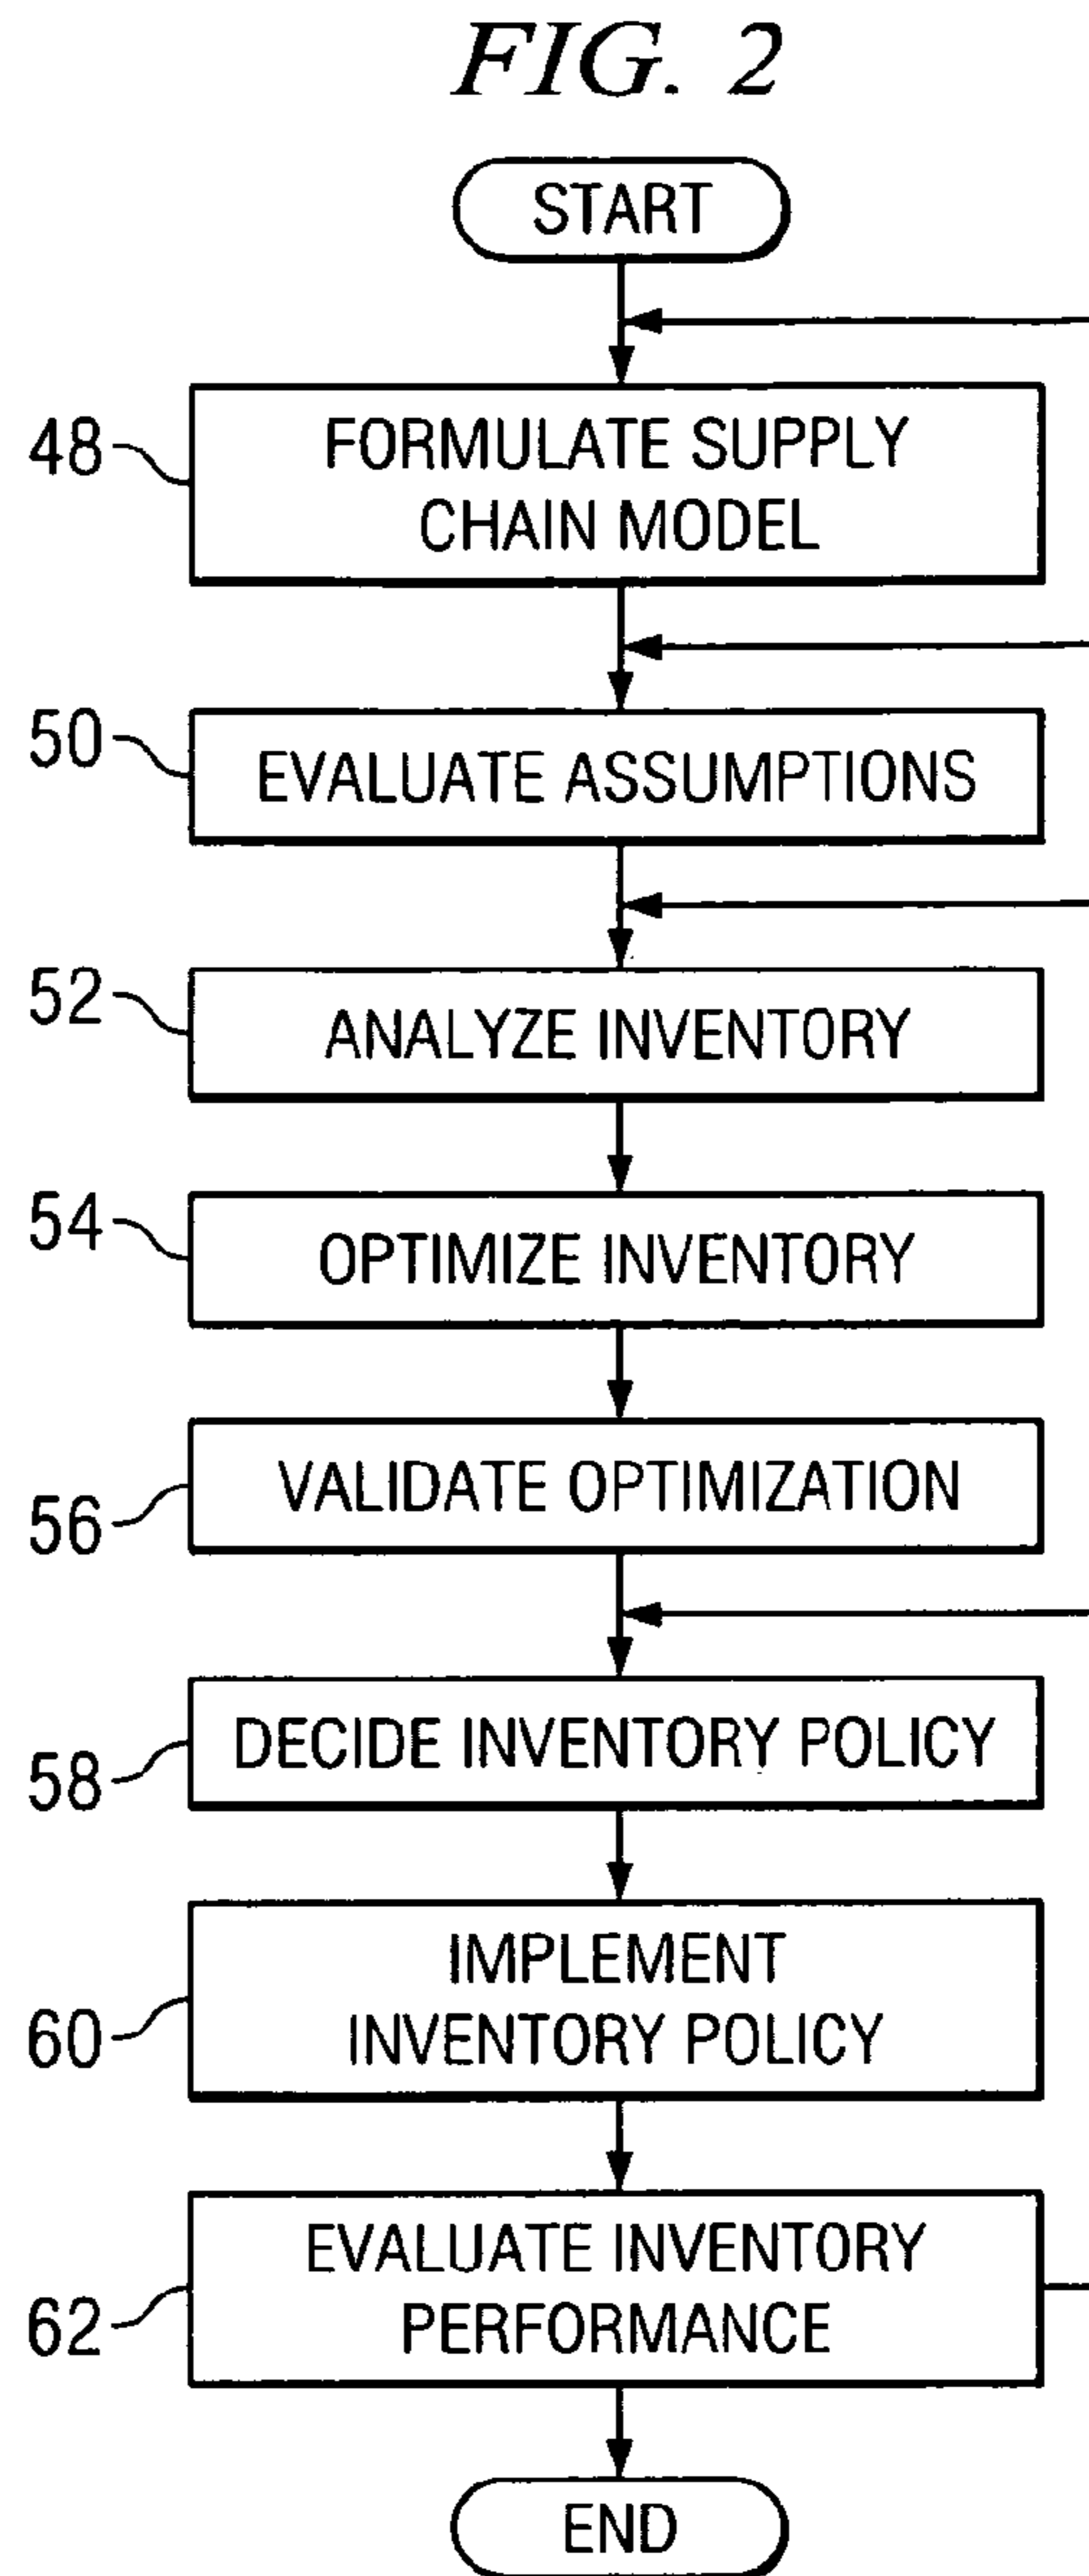 FIG. 2
START
48
FORMULATE SUPPLY
CHAIN MODEL
50
EVALUATE ASSUMPTIONS
52
ANALYZE INVENTORY
54
OPTIMIZE INVENTORY
56
VALIDATE OPTIMIZATION
58
DECIDE INVENTORY POLICY
60
IMPLEMENT
INVENTORY POLICY
62
EVALUATE INVENTORY
PERFORMANCE
END